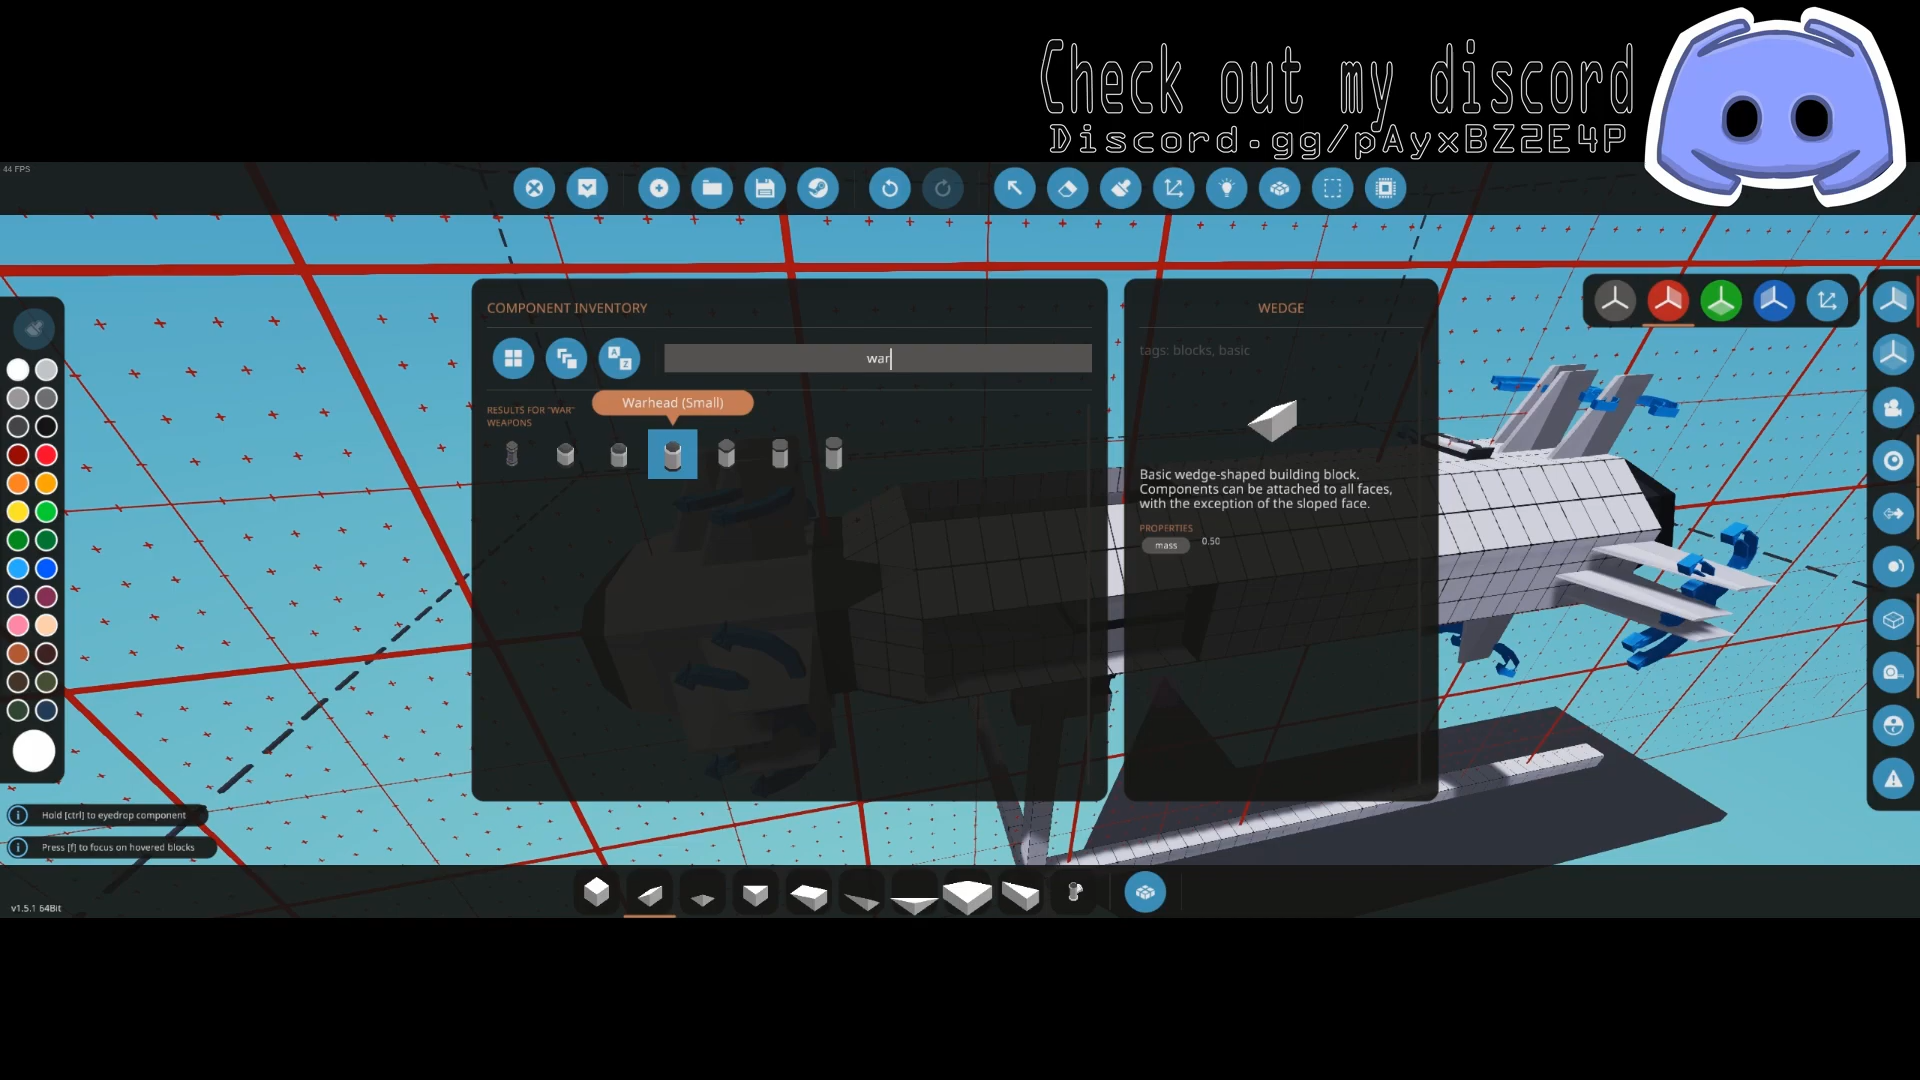 Check out my discord
Discord.gg/pAyxBZ2E4P
44 FPS
COMPONENT INVENTORY
war
RESULTS FOR "WAR"
WEAPONS
Warhead (Small)
WEDGE
tags: blocks, basic
Basic wedge-shaped building block.
Components can be attached to all faces,
with the exception of the sloped face.
PROPERTIES
mass 0.50
Hold [ctrl] to eyedrop component
Press [f] to focus on hovered blocks
v1.5.1 64Bit